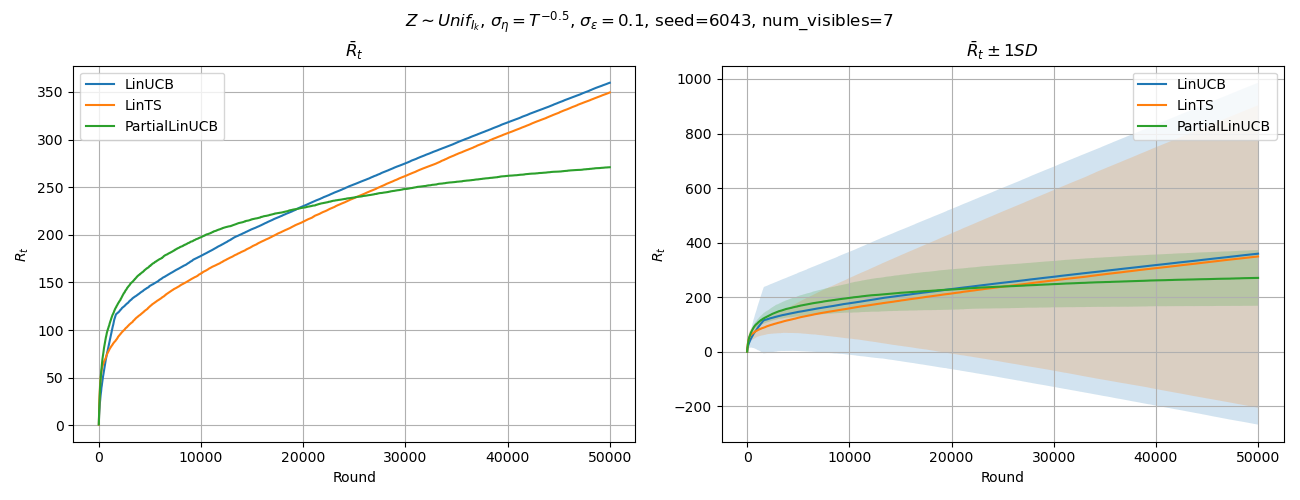 Z ∼ Unif_{I_k}, σ_η = T^{−0.5}, σ_ε = 0.1, seed=6043, num_visibles=7
R̄_t
350
300
250
200
150
100
50
0
R_t
LinUCB
LinTS
PartialLinUCB
0 10000 20000 30000 40000 50000
Round
R̄_t ± 1SD
1000
800
600
400
200
0
−200
R_t
LinUCB
LinTS
PartialLinUCB
0 10000 20000 30000 40000 50000
Round